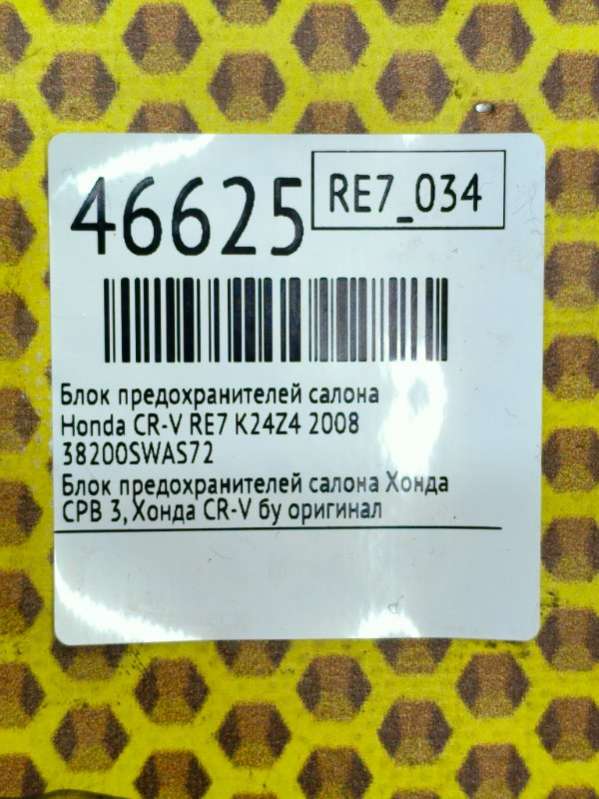 46625
RE7_034
Блок предохранителей салона
Honda CR-V RE7 K24Z4 2008
38200SWAS72
Блок предохранителей салона Хонда
СРВ 3, Хонда CR-V бу оригинал